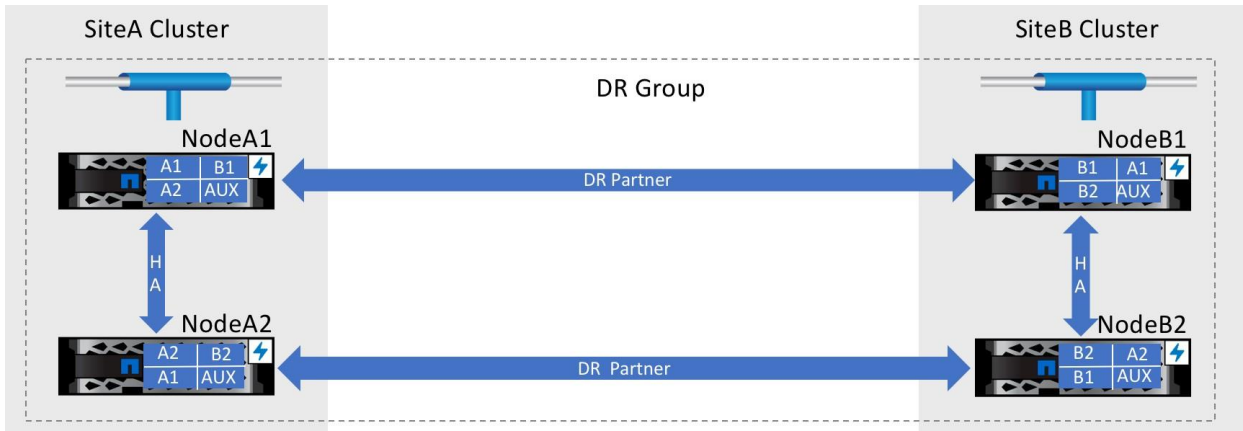 SiteA Cluster
SiteB Cluster
DR Group
NodeA1
NodeB1
A1 B1
A2 AUX
DR Partner
B1 A1
B2 AUX
H
A
H
A
NodeA2
NodeB2
A2 B2
A1 AUX
DR Partner
B2 A2
B1 AUX